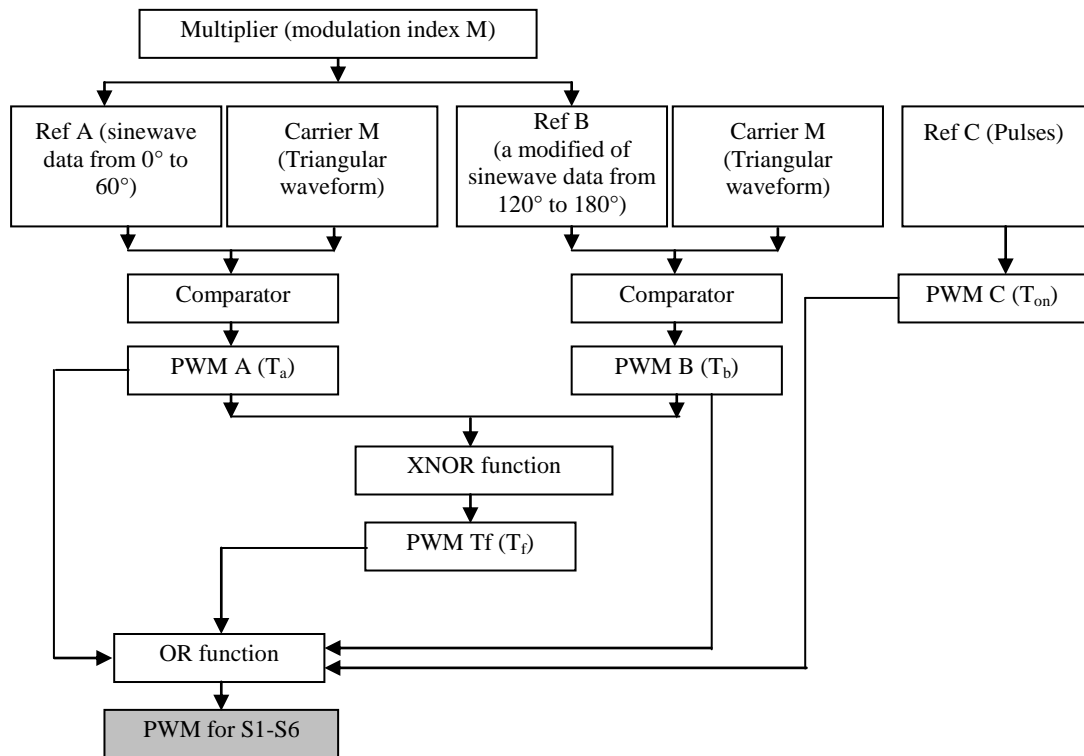 Multiplier (modulation index M)
Ref A (sinewave
data from 0° to
60°)
Carrier M
(Triangular
waveform)
Ref B
(a modified of
sinewave data from
120° to 180°)
Carrier M
(Triangular
waveform)
Ref C (Pulses)
Comparator
Comparator
PWM C (Ton)
PWM A (Ta)
PWM B (Tb)
XNOR function
PWM Tf (Tf)
OR function
PWM for S1-S6